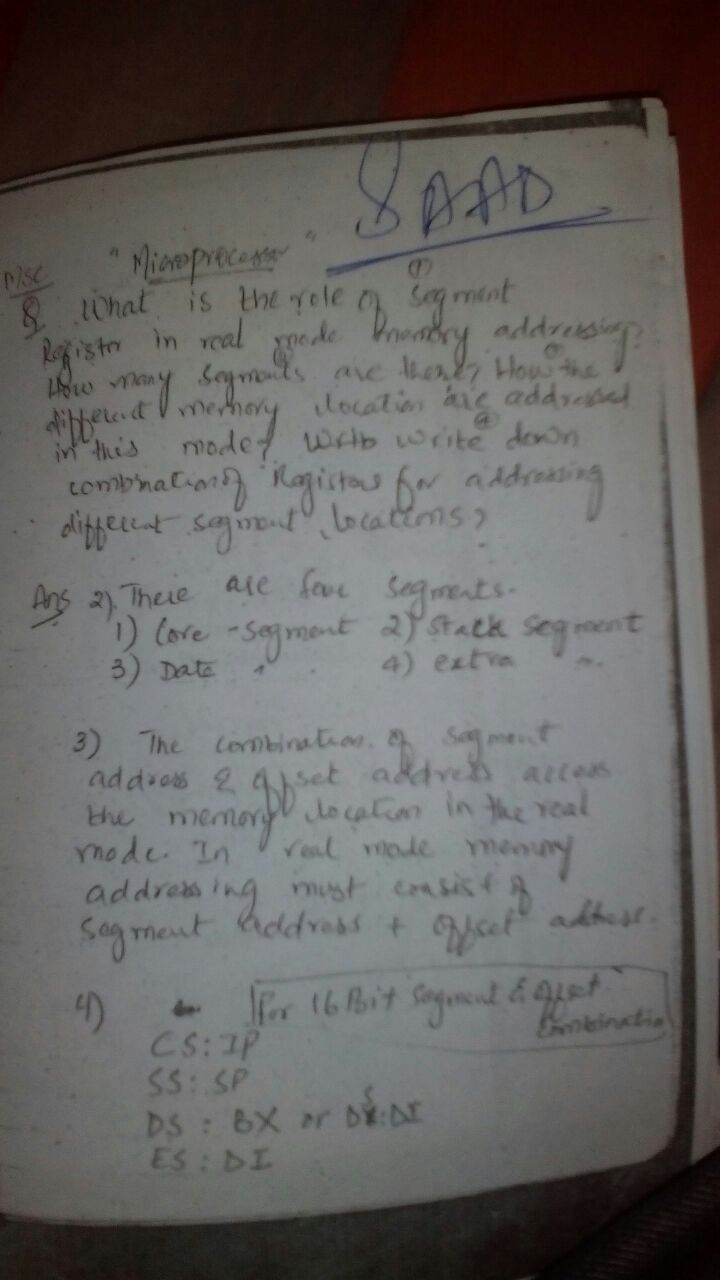 SAAD
"Microprocessor"
MSC
Q What is the role of ① Segment
Register in real mode memory addressing?
How many segments are there? How the
different memory location are addressed
in this mode? write down ④
combination of Registers for addressing
different segment locations?
Ans 2) There are four segments.
1) Core - segment 2) Stack segment
3) Data " 4) extra "
3) The combination of segment
address & offset address access
the memory location in the real
mode. In real mode memory
addressing must consist of
Segment address + offset address.
4) For 16 Bit Segment & offset
Combination
CS: IP
SS: SP
DS: BX or DS:DI
ES: DI